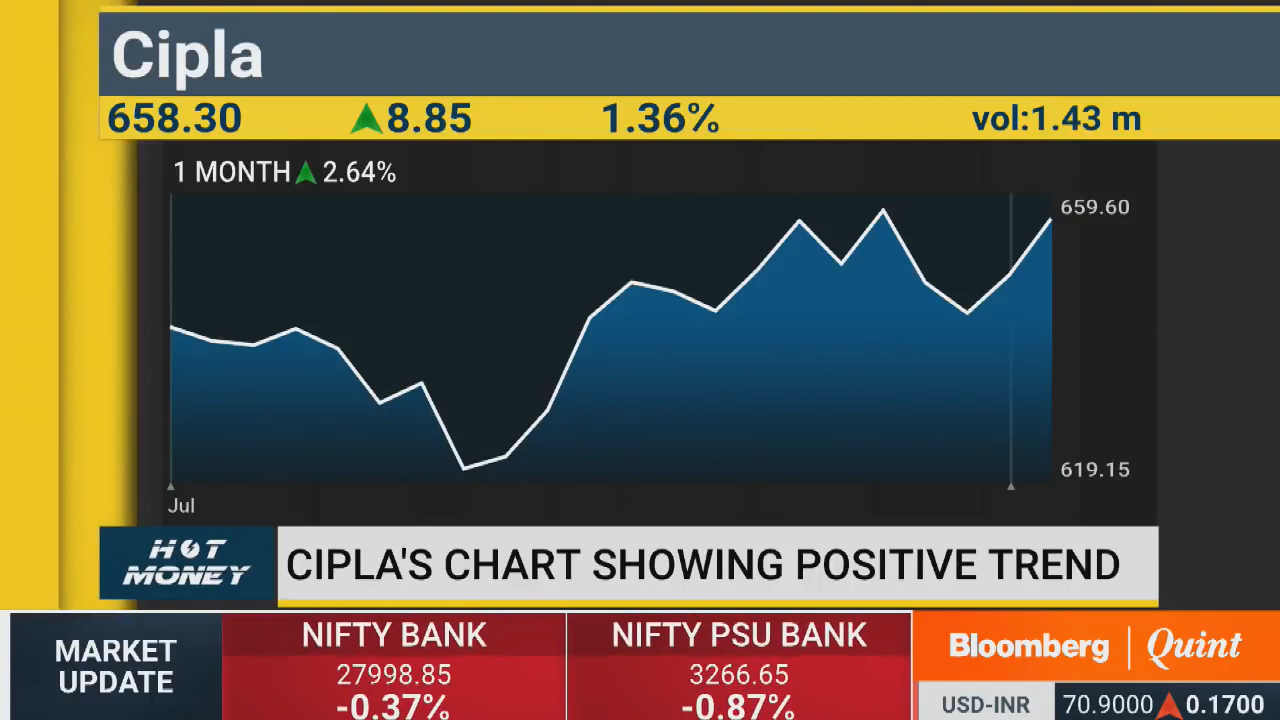 Cipla
658.30 ▲8.85 1.36% vol:1.43 m
1 MONTH▲2.64%
659.60
619.15
Jul
HOT
MONEY
CIPLA'S CHART SHOWING POSITIVE TREND
MARKET
UPDATE
NIFTY BANK
27998.85
-0.37%
NIFTY PSU BANK
3266.65
-0.87%
Bloomberg | Quint
USD-INR 70.9000▲0.1700